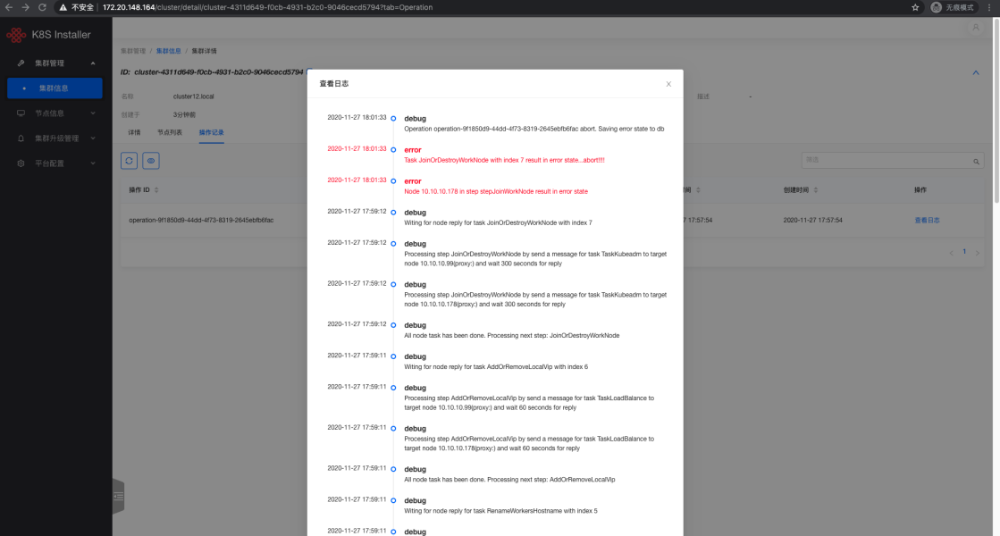 不安全 172.20.148.164/cluster/detail/cluster-4311d649-f0cb-4931-b2c0-9046cecd5794?tab=Operation
无痕模式
K8S Installer
集群管理
集群信息
节点信息
集群升级管理
平台配置
集群管理 / 集群信息 / 集群详情
ID: cluster-4311d649-f0cb-4931-b2c0-9046cecd5794
名称 cluster12.local
描述 -
创建于 3分钟前
详情 节点列表 操作记录
筛选
操作 ID
时间 创建时间 操作
operation-9f1850d9-44dd-4f73-8319-2645ebfb6fac
7 17:57:54 2020-11-27 17:57:54 查看日志
< 1 >
查看日志
2020-11-27 18:01:33 debug
Operation operation-9f1850d9-44dd-4f73-8319-2645ebfb6fac abort. Saving error state to db
2020-11-27 18:01:33 error
Task JoinOrDestroyWorkNode with index 7 result in error state...abort!!!!!
2020-11-27 18:01:33 error
Node 10.10.10.178 in step stepJoinWorkNode result in error state
2020-11-27 17:59:12 debug
Witing for node reply for task JoinOrDestroyWorkNode with index 7
2020-11-27 17:59:12 debug
Processing step JoinOrDestroyWorkNode by send a message for task TaskKubeadm to target
node 10.10.10.99(proxy:) and wait 300 seconds for reply
2020-11-27 17:59:12 debug
Processing step JoinOrDestroyWorkNode by send a message for task TaskKubeadm to target
node 10.10.10.178(proxy:) and wait 300 seconds for reply
2020-11-27 17:59:12 debug
All node task has been done. Processing next step: JoinOrDestroyWorkNode
2020-11-27 17:59:11 debug
Witing for node reply for task AddOrRemoveLocalVip with index 6
2020-11-27 17:59:11 debug
Processing step AddOrRemoveLocalVip by send a message for task TaskLoadBalance to
target node 10.10.10.99(proxy:) and wait 60 seconds for reply
2020-11-27 17:59:11 debug
Processing step AddOrRemoveLocalVip by send a message for task TaskLoadBalance to
target node 10.10.10.178(proxy:) and wait 60 seconds for reply
2020-11-27 17:59:11 debug
All node task has been done. Processing next step: AddOrRemoveLocalVip
2020-11-27 17:59:11 debug
Witing for node reply for task RenameWorkersHostname with index 5
2020-11-27 17:59:11 debug